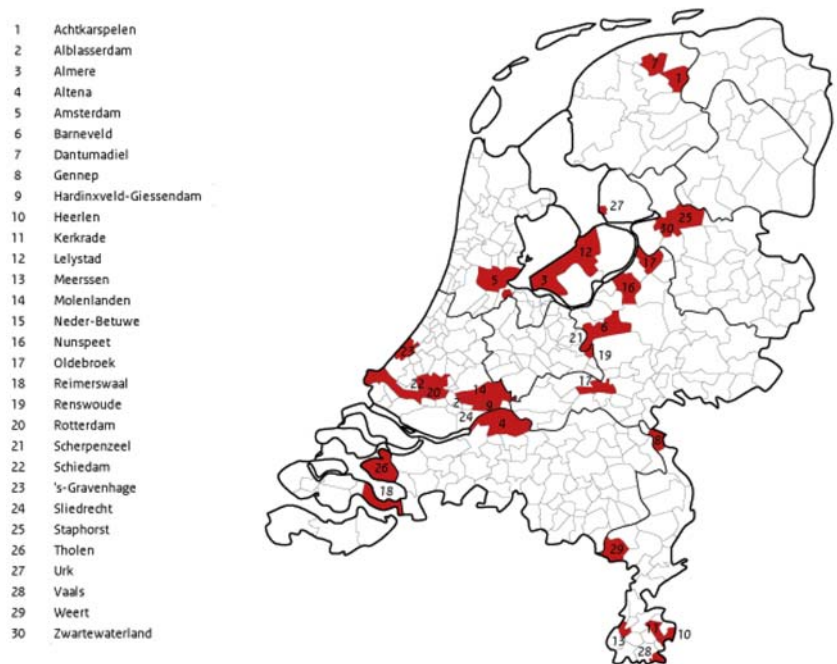 1 Achtkarspelen
2 Alblasserdam
3 Almere
4 Altena
5 Amsterdam
6 Barneveld
7 Dantumadiel
8 Gennep
9 Hardinxveld-Giessendam
10 Heerlen
11 Kerkrade
12 Lelystad
13 Meerssen
14 Molenlanden
15 Neder-Betuwe
16 Nunspeet
17 Oldebroek
18 Reimerswaal
19 Renswoude
20 Rotterdam
21 Scherpenzeel
22 Schiedam
23 's-Gravenhage
24 Sliedrecht
25 Staphorst
26 Tholen
27 Urk
28 Vaals
29 Weert
30 Zwartewaterland
7
1
27
25
30
12
17
5
3
16
6
21
23
19
22
20
14
17
2
9
24
4
8
26
18
29
13
11
10
28